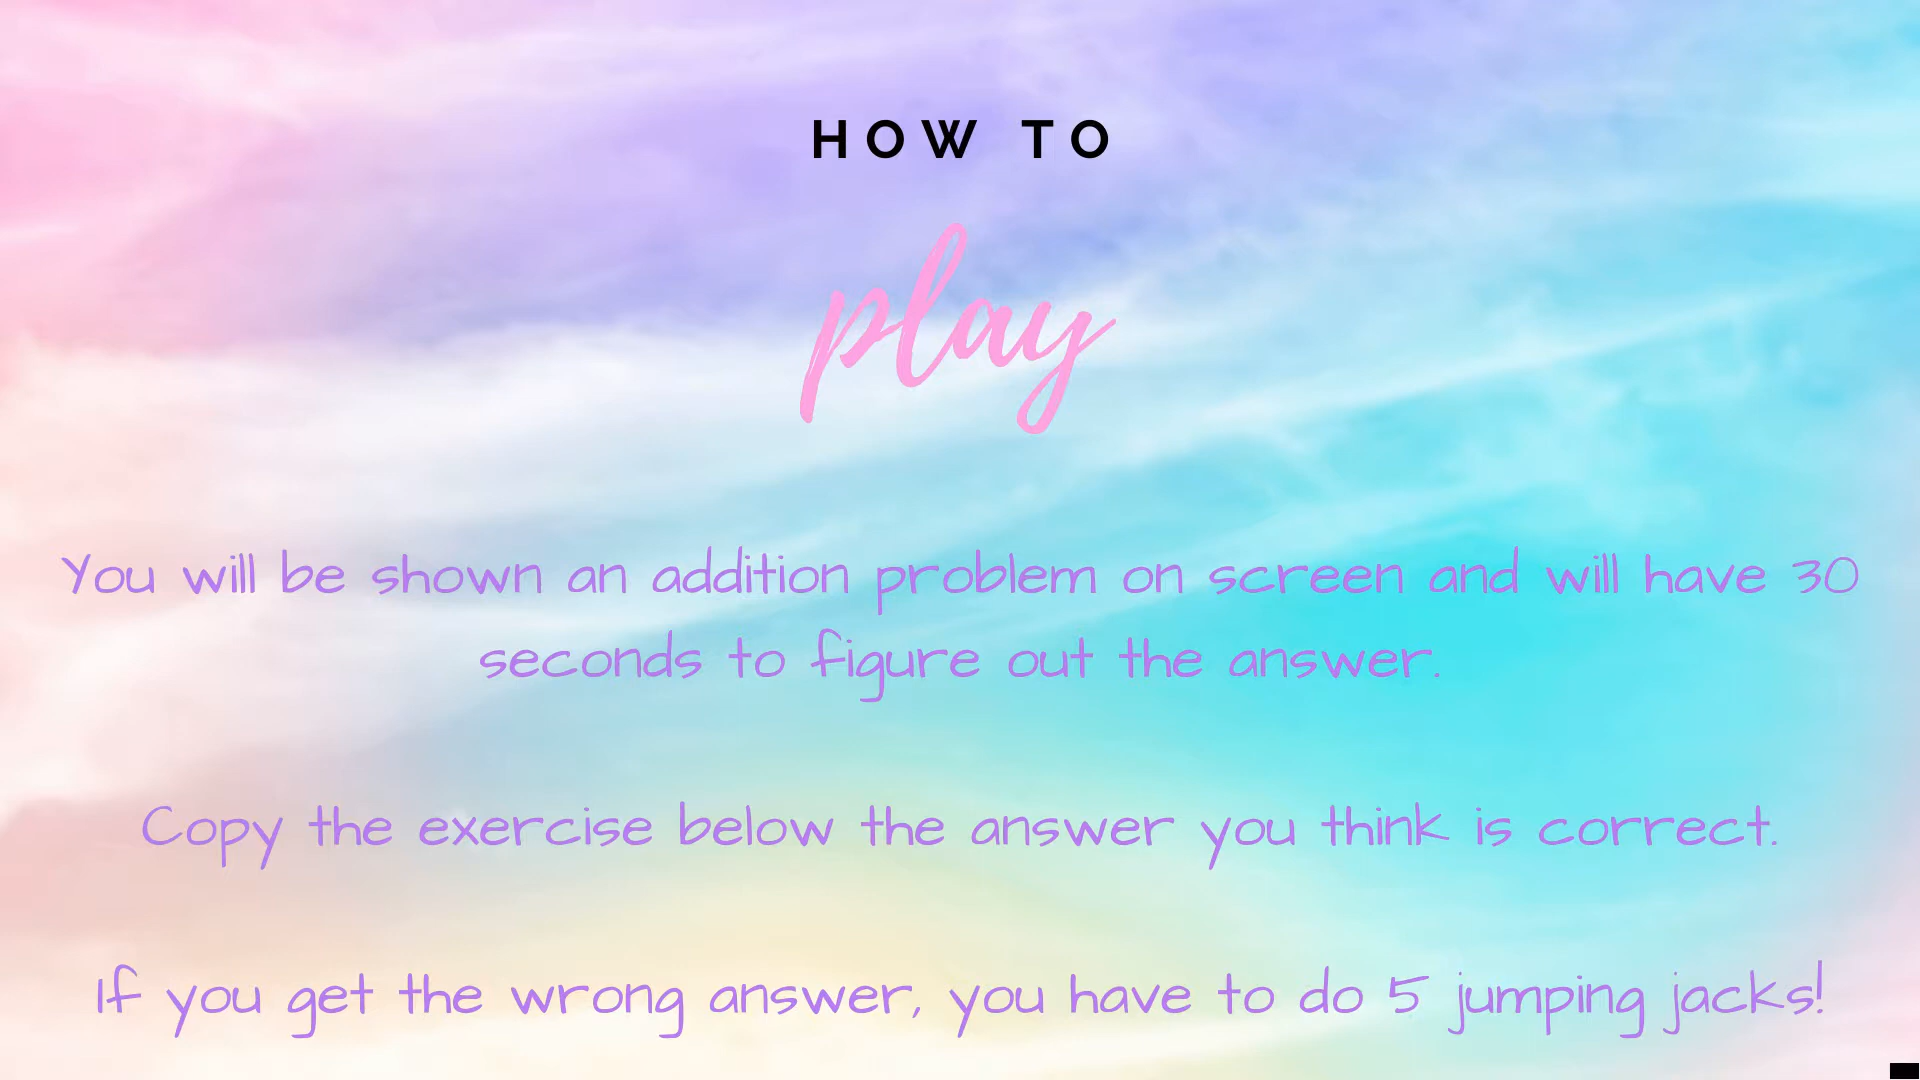 HOW TO
play
You will be shown an addition problem on screen and will have 30
seconds to figure out the answer.
Copy the exercise below the answer you think is correct.
If you get the wrong answer, you have to do 5 jumping jacks!